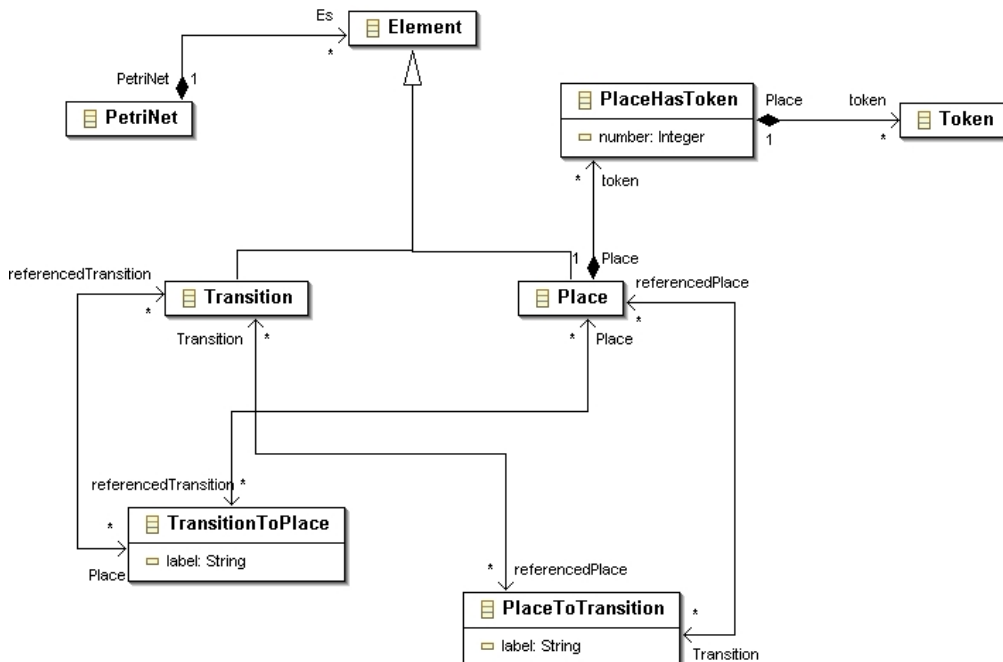 Es
Element
*
PetriNet
1
PetriNet
PlaceHasToken
number: Integer
Place
1
token
*
Token
*
token
1
Place
referencedTransition
*
Transition
Place
referencedPlace
*
Transition
*
*
Place
referencedTransition
*
*
TransitionToPlace
label: String
Place
*
referencedPlace
PlaceToTransition
label: String
*
Transition